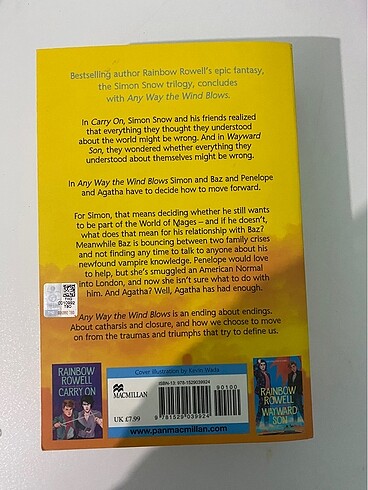 Bestselling author Rainbow Rowell's epic fantasy,
the Simon Snow trilogy, concludes
with Any Way the Wind Blows.
In Carry On, Simon Snow and his friends realized
that everything they thought they understood
about the world might be wrong. And in Wayward
Son, they wondered whether everything they
understood about themselves might be wrong.
In Any Way the Wind Blows Simon and Baz and Penelope
and Agatha have to decide how to move forward.
For Simon, that means deciding whether he still wants
to be part of the World of Mages – and if he doesn't,
what does that mean for his relationship with Baz?
Meanwhile Baz is bouncing between two family crises
and not finding any time to talk to anyone about his
newfound vampire knowledge. Penelope would love
to help, but she's smuggled an American Normal
into London, and now she isn't sure what to do with
him. And Agatha? Well, Agatha has had enough.
Any Way the Wind Blows is an ending about endings.
About catharsis and closure, and how we choose to move
on from the traumas and triumphs that try to define us.
RAINBOW
ROWELL
CARRY ON
Cover illustration by Kevin Wada
MACMILLAN
UK £7.99
ISBN-13: 978-1529039924
90100
9 781529 039924
www.panmacmillan.com
RAINBOW
ROWELL
WAYWARD
SON